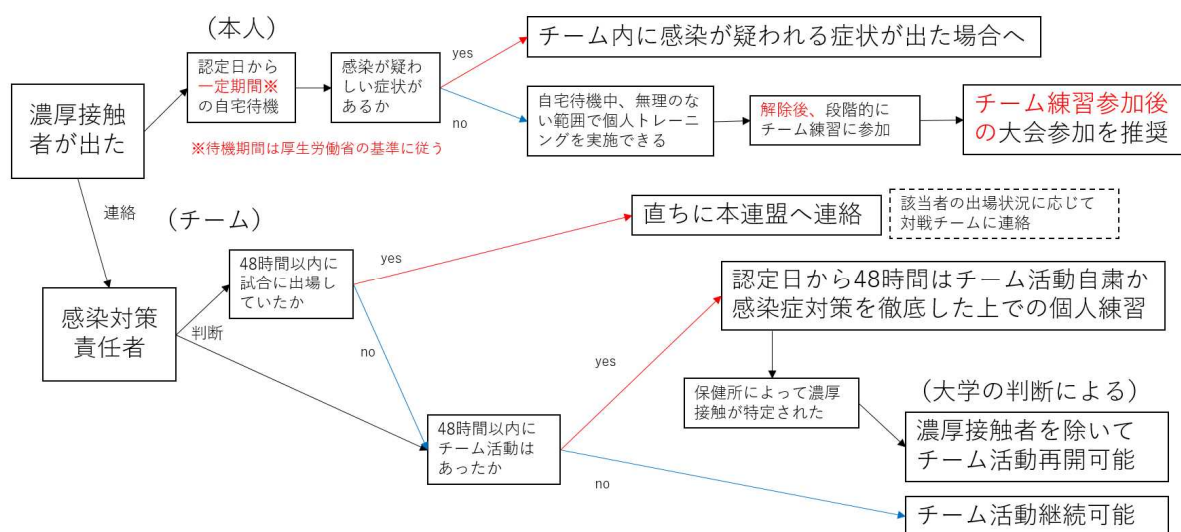 （本人）
濃厚接触
者が出た
認定日から
一定期間※
の自宅待機
※待機期間は厚生労働省の基準に従う
感染が疑わ
しい症状が
あるか
yes
no
チーム内に感染が疑われる症状が出た場合へ
自宅待機中、無理のな
い範囲で個人トレーニ
ングを実施できる
解除後、段階的に
チーム練習に参加
チーム練習参加後
の大会参加を推奨
連絡
（チーム）
感染対策
責任者
判断
48時間以内に
試合に出場し
ていたか
yes
no
直ちに本連盟へ連絡
該当者の出場状況に応じて
対戦チームに連絡
48時間以内に
チーム活動は
あったか
yes
no
認定日から48時間はチーム活動自粛か
感染症対策を徹底した上での個人練習
保健所によって濃厚
接触が特定された
（大学の判断による）
濃厚接触者を除いて
チーム活動再開可能
チーム活動継続可能